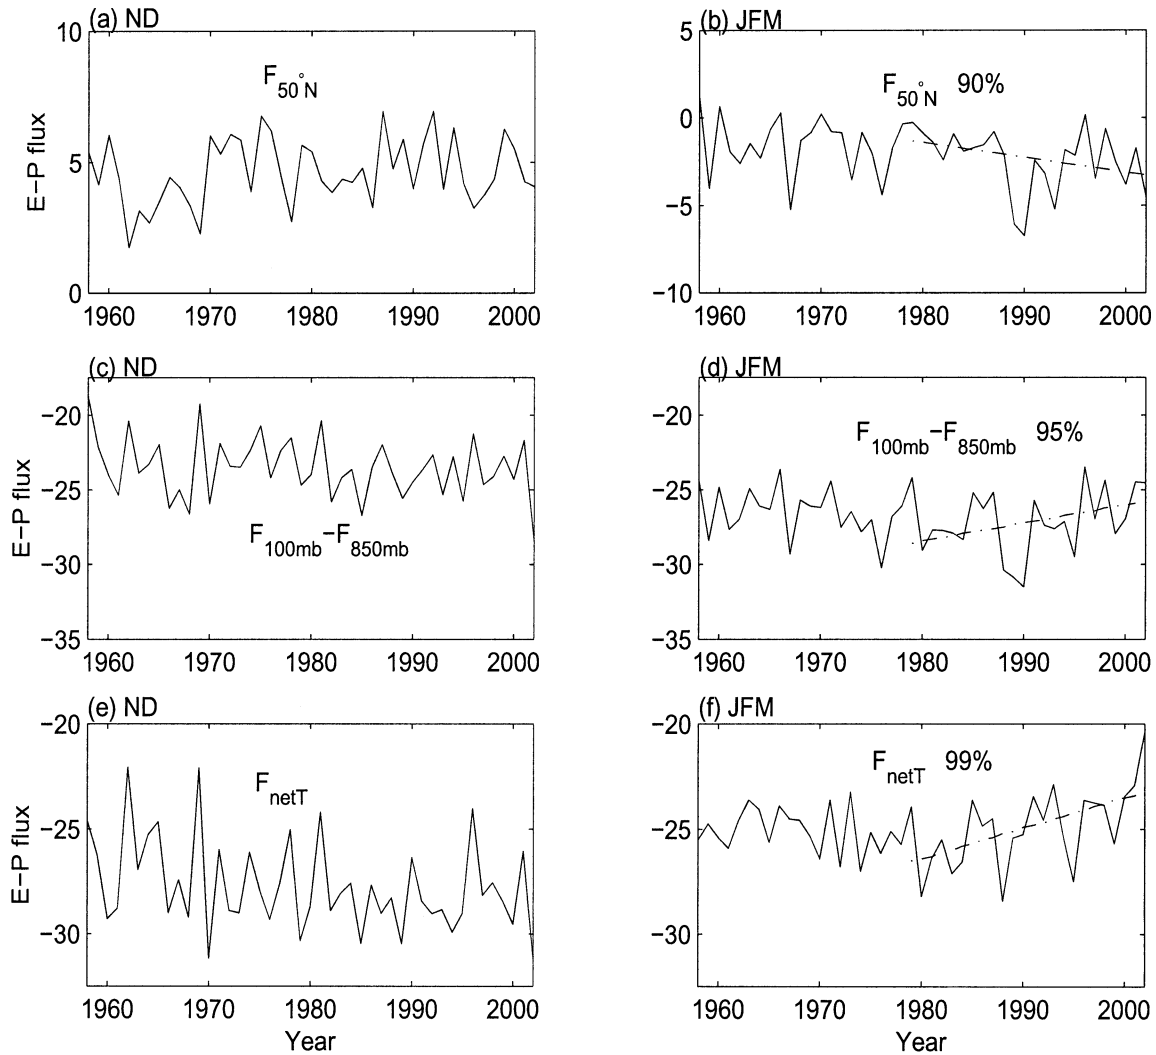 (a) ND
10
5
0
E−P flux
F50°N
1960 1970 1980 1990 2000
(b) JFM
5
0
−5
−10
F50°N 90%
1960 1970 1980 1990 2000
(c) ND
−20
−25
−30
−35
E−P flux
F100mb−F850mb
1960 1970 1980 1990 2000
(d) JFM
−20
−25
−30
−35
F100mb−F850mb 95%
1960 1970 1980 1990 2000
(e) ND
−20
−25
−30
E−P flux
FnetT
1960 1970 1980 1990 2000
Year
(f) JFM
−20
−25
−30
FnetT 99%
1960 1970 1980 1990 2000
Year